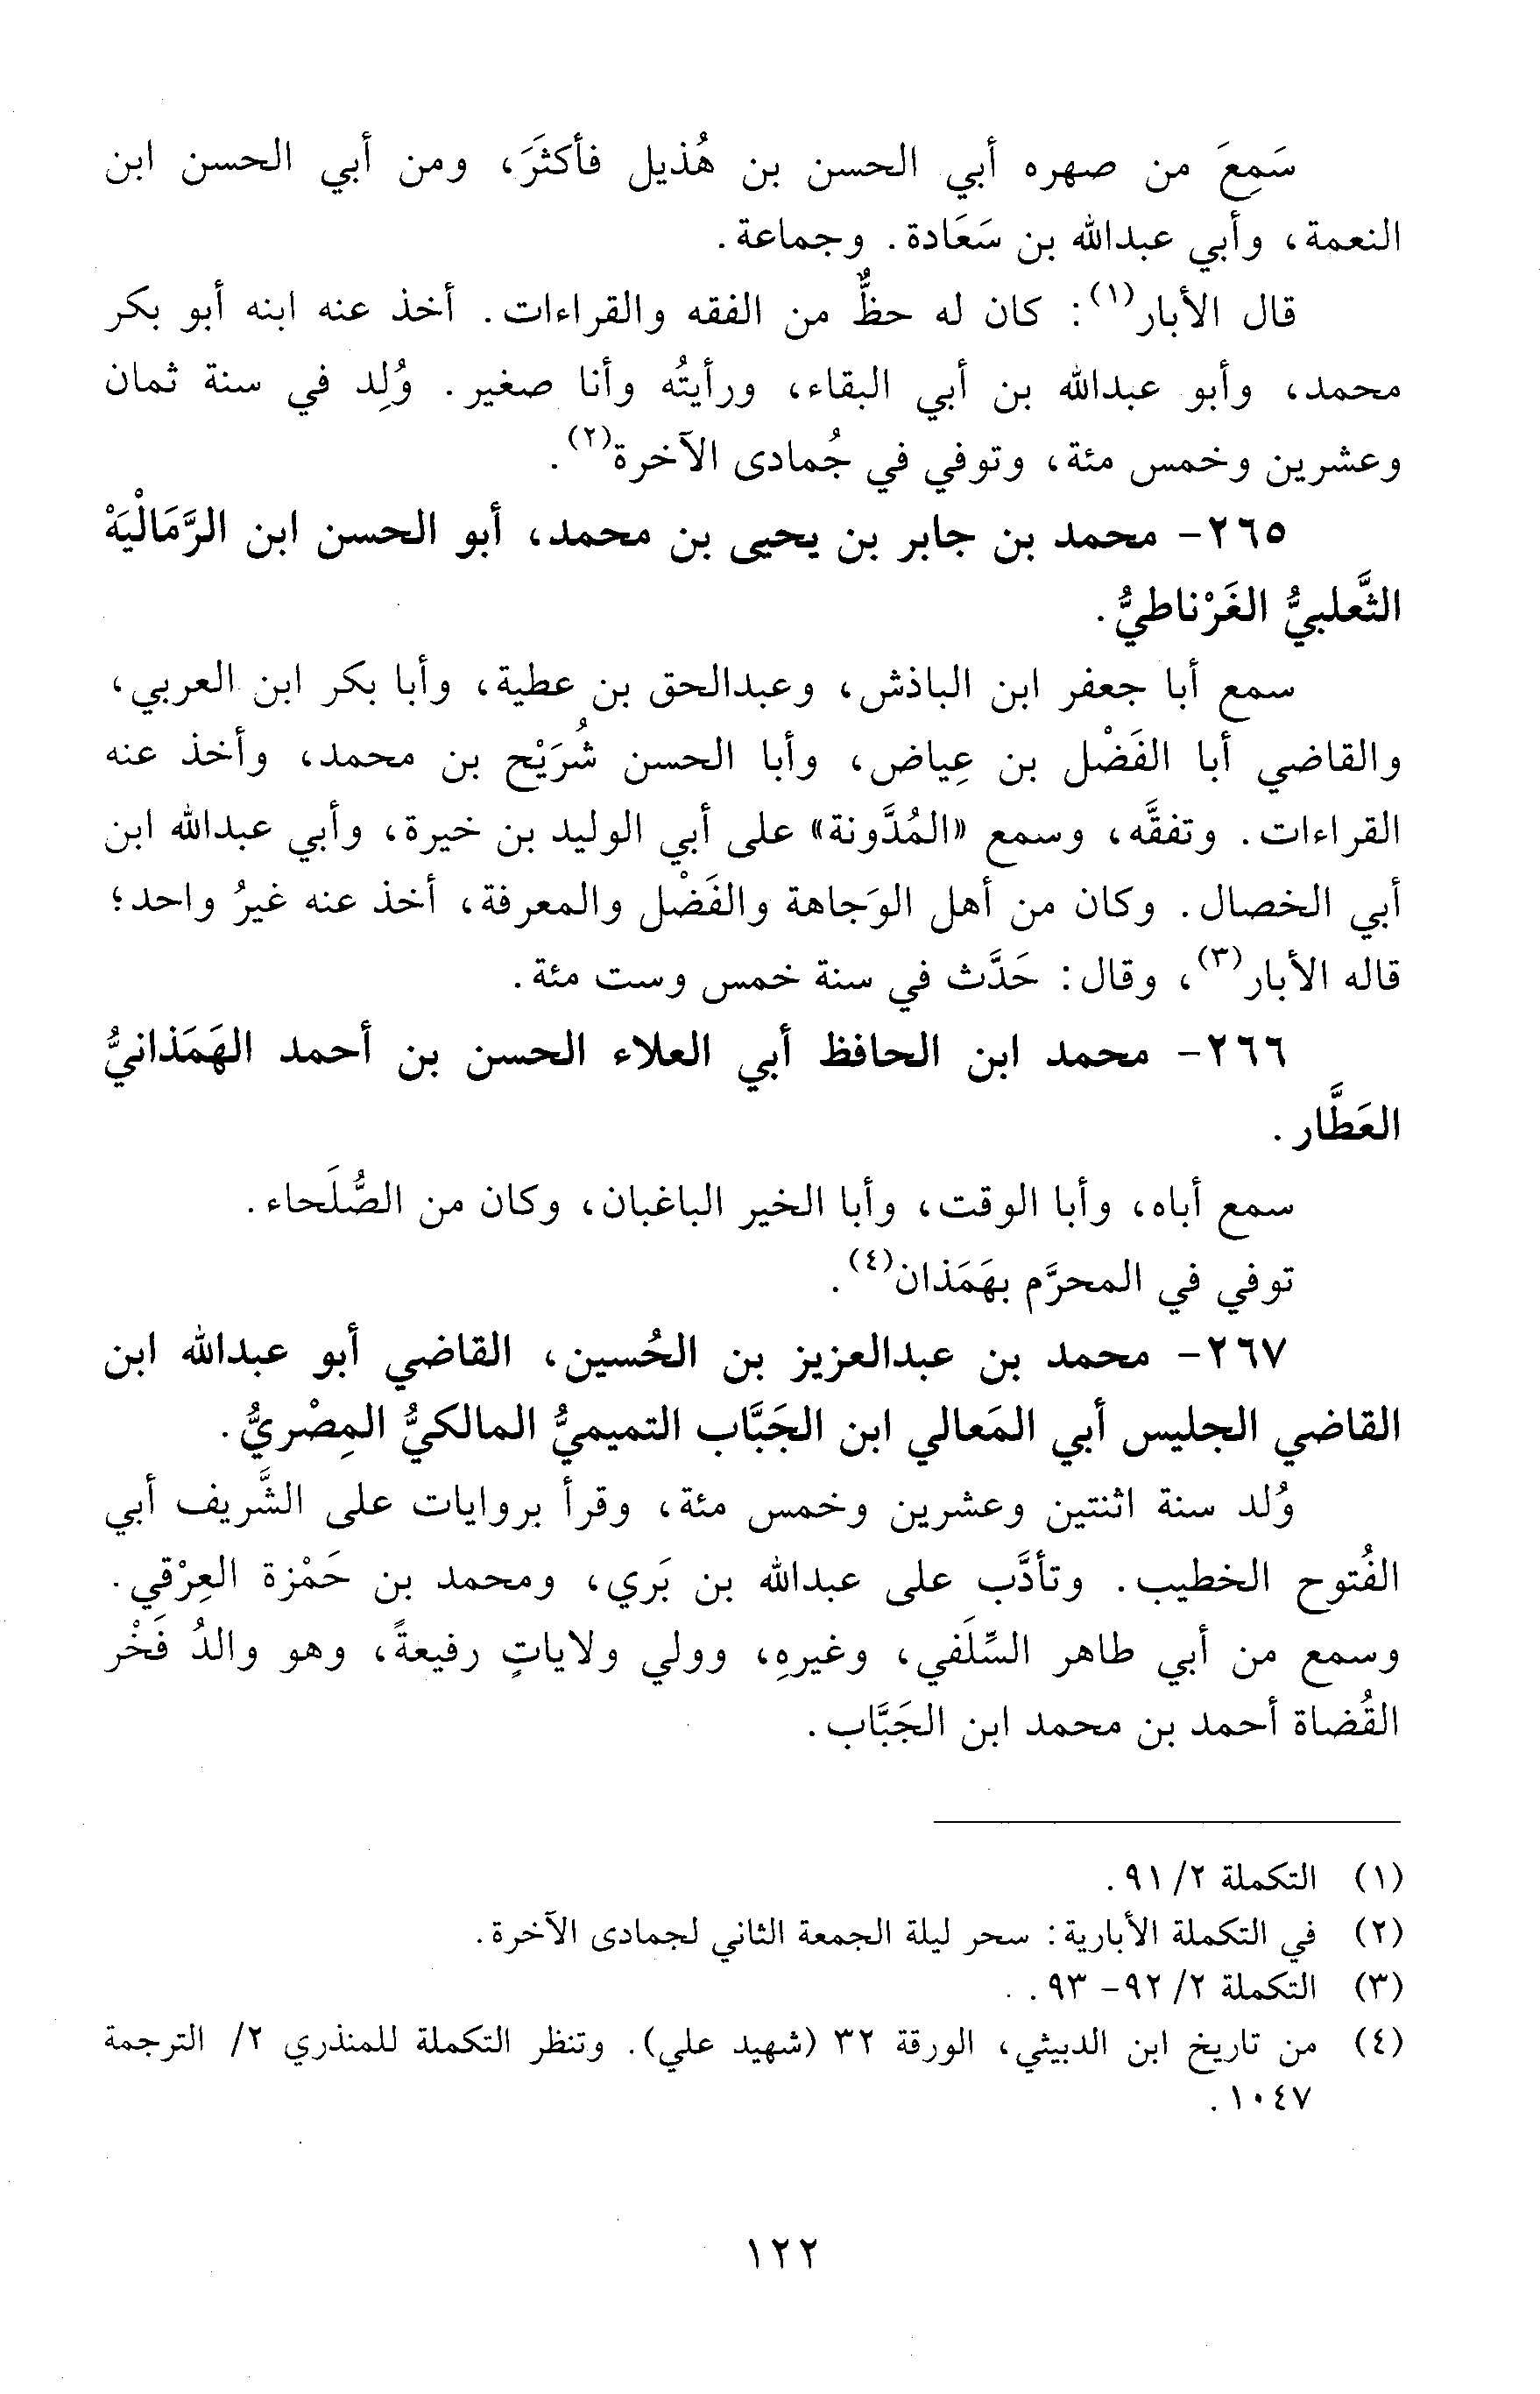 سَمِعَ من صهره أبي الحسن بن هُذيل فأكثَرَ، ومن أبي الحسن ابن
النعمة، وأبي عبدالله بن سَعَادة. وجماعة.
قال الأبار(١): كان له حظٌّ من الفقه والقراءات. أخذ عنه ابنه أبو بكر
محمد، وأبو عبدالله بن أبي البقاء، ورأيتُه وأنا صغير. وُلِد في سنة ثمان
وعشرين وخمس مئة، وتوفي في جُمادى الآخرة(٢).
٢٦٥- محمد بن جابر بن يحيى بن محمد، أبو الحسن ابن الرَّمَالْيَهْ
الثَّعلبيُّ الغَرْناطيُّ.
سمع أبا جعفر ابن الباذش، وعبدالحق بن عطية، وأبا بكر ابن العربي،
والقاضي أبا الفَضْل بن عِياض، وأبا الحسن شُرَيْح بن محمد، وأخذ عنه
القراءات. وتفقَّه، وسمع «المُدَّونة» على أبي الوليد بن خيرة، وأبي عبدالله ابن
أبي الخصال. وكان من أهل الوَجاهة والفَضْل والمعرفة، أخذ عنه غيرُ واحد؛
قاله الأبار(٣)، وقال: حَدَّث في سنة خمس وست مئة.
٢٦٦- محمد ابن الحافظ أبي العلاء الحسن بن أحمد الهَمَذانيُّ
العَطَّار.
سمع أباه، وأبا الوقت، وأبا الخير الباغبان، وكان من الصُّلَحاء.
توفي في المحرَّم بهَمَذان(٤).
٢٦٧- محمد بن عبدالعزيز بن الحُسين، القاضي أبو عبدالله ابن
القاضي الجليس أبي المَعالي ابن الجَبَّاب التميميُّ المالكيُّ المِصْريُّ.
وُلد سنة اثنتين وعشرين وخمس مئة، وقرأ بروايات على الشَّريف أبي
الفُتوح الخطيب. وتأدَّب على عبدالله بن بَري، ومحمد بن حَمْزة العِرْقي.
وسمع من أبي طاهر السِّلَفي، وغيرِه، وولي ولاياتٍ رفيعةً، وهو والدُ فَخْر
القُضاة أحمد بن محمد ابن الجَبَّاب.
(١) التكملة ٢/ ٩١.
(٢) في التكملة الأبارية: سحر ليلة الجمعة الثاني لجمادى الآخرة.
(٣) التكملة ٢/ ٩٢- ٩٣.
(٤) من تاريخ ابن الدبيثي، الورقة ٣٢ (شهيد علي). وتنظر التكملة للمنذري ٢/ الترجمة
١٠٤٧.
١٢٢